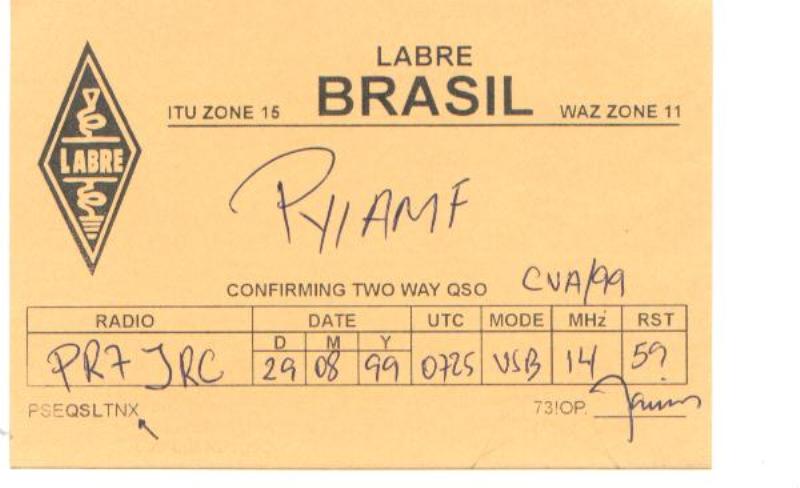 LABRE
BRASIL
ITU ZONE 15
WAZ ZONE 11
LABRE
PY1AMF
CONFIRMING TWO WAY QSO CVA/99
RADIO DATE UTC MODE MHz RST
D M Y
PR7JRC 29 08 99 0725 USB 14 59
PSEQSLTNX 73!OP.